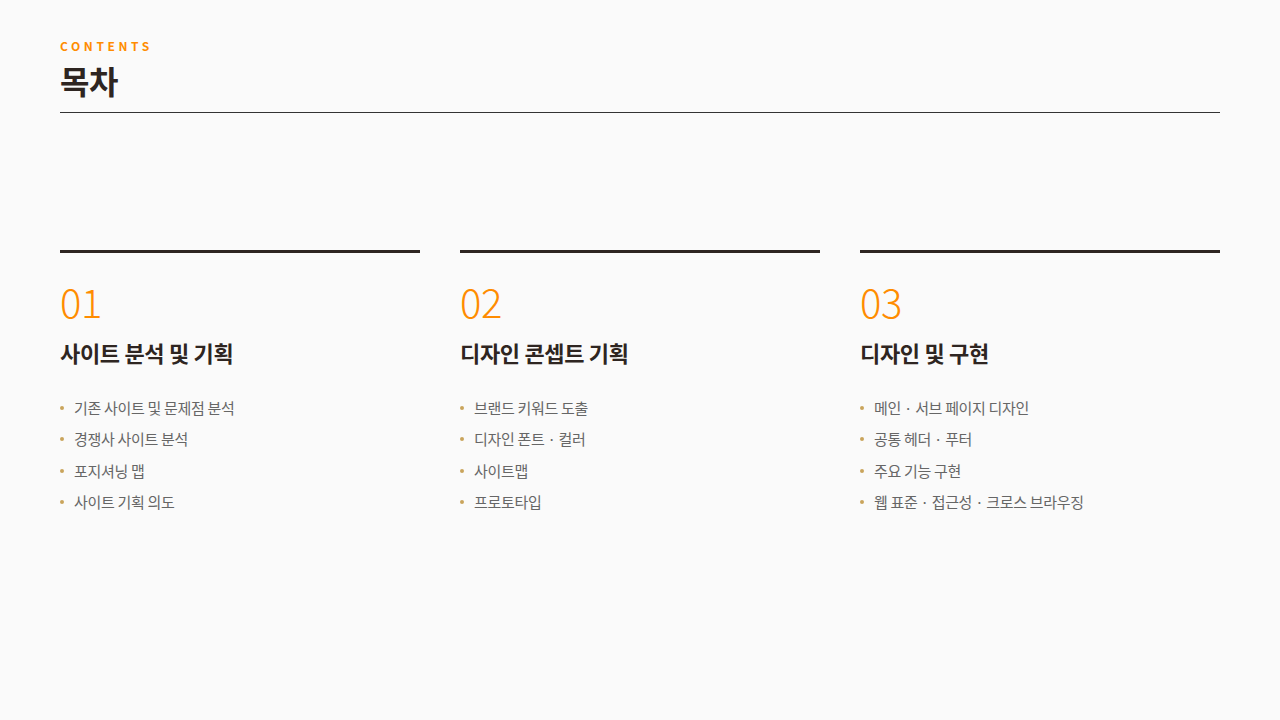 CONTENTS
목차
01
사이트 분석 및 기획
• 기존 사이트 및 문제점 분석
• 경쟁사 사이트 분석
• 포지셔닝 맵
• 사이트 기획 의도
02
디자인 콘셉트 기획
• 브랜드 키워드 도출
• 디자인 폰트 · 컬러
• 사이트맵
• 프로토타입
03
디자인 및 구현
• 메인 · 서브 페이지 디자인
• 공통 헤더 · 푸터
• 주요 기능 구현
• 웹 표준 · 접근성 · 크로스 브라우징